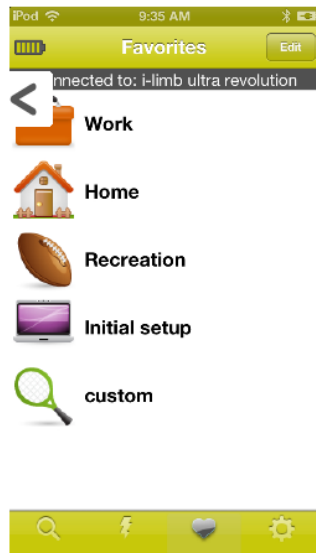 iPod 9:35 AM
Favorites Edit
nnected to: i-limb ultra revolution
Work
Home
Recreation
Initial setup
custom